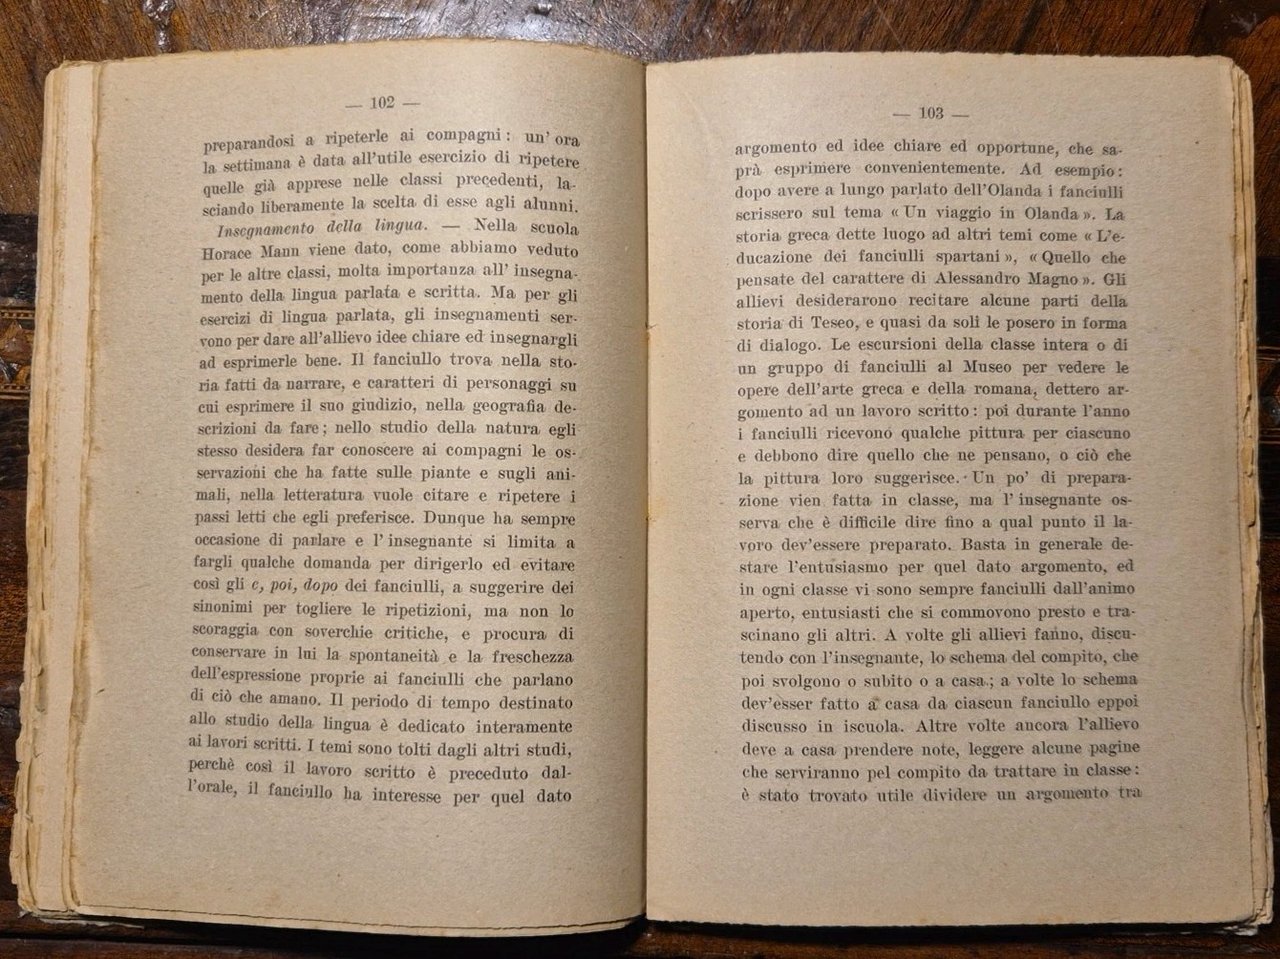 — 102 —
preparandosi a ripeterle ai compagni: un' ora
la settimana è data all'utile esercizio di ripetere
quelle già apprese nelle classi precedenti, la-
sciando liberamente la scelta di esse agli alunni.
Insegnamento della lingua. — Nella scuola
Horace Mann viene dato, come abbiamo veduto
per le altre classi, molta importanza all' insegna-
mento della lingua parlata e scritta. Ma per gli
esercizi di lingua parlata, gli insegnamenti ser-
vono per dare all'allievo idee chiare ed insegnargli
ad esprimerle bene. Il fanciullo trova nella sto-
ria fatti da narrare, e caratteri di personaggi su
cui esprimere il suo giudizio, nella geografia de-
scrizioni da fare; nello studio della natura egli
stesso desidera far conoscere ai compagni le os-
servazioni che ha fatte sulle piante e sugli ani-
mali, nella letteratura vuole citare e ripetere i
passi letti che egli preferisce. Dunque ha sempre
occasione di parlare e l' insegnante si limita a
fargli qualche domanda per dirigerlo ed evitare
così gli e, poi, dopo dei fanciulli, a suggerire dei
sinonimi per togliere le ripetizioni, ma non lo
scoraggia con soverchie critiche, e procura di
conservare in lui la spontaneità e la freschezza
dell'espressione proprie ai fanciulli che parlano
di ciò che amano. Il periodo di tempo destinato
allo studio della lingua è dedicato interamente
ai lavori scritti. I temi sono tolti dagli altri studi,
perchè così il lavoro scritto è preceduto dal-
l'orale, il fanciullo ha interesse per quel dato
— 103 —
argomento ed idee chiare ed opportune, che sa-
prà esprimere convenientemente. Ad esempio:
dopo avere a lungo parlato dell'Olanda i fanciulli
scrissero sul tema « Un viaggio in Olanda ». La
storia greca dette luogo ad altri temi come « L'e-
ducazione dei fanciulli spartani », « Quello che
pensate del carattere di Alessandro Magno ». Gli
allievi desiderarono recitare alcune parti della
storia di Teseo, e quasi da soli le posero in forma
di dialogo. Le escursioni della classe intera o di
un gruppo di fanciulli al Museo per vedere le
opere dell'arte greca e della romana, dettero ar-
gomento ad un lavoro scritto: poi durante l'anno
i fanciulli ricevono qualche pittura per ciascuno
e debbono dire quello che ne pensano, o ciò che
la pittura loro suggerisce. Un po' di prepara-
zione vien fatta in classe, ma l' insegnante os-
serva che è difficile dire fino a qual punto il la-
voro dev'essere preparato. Basta in generale de-
stare l'entusiasmo per quel dato argomento, ed
in ogni classe vi sono sempre fanciulli dall'animo
aperto, entusiasti che si commovono presto e tra-
scinano gli altri. A volte gli allievi fanno, discu-
tendo con l'insegnante, lo schema del compito, che
poi svolgono o subito o a casa; a volte lo schema
dev'esser fatto a casa da ciascun fanciullo eppoi
discusso in iscuola. Altre volte ancora l'allievo
deve a casa prendere note, leggere alcune pagine
che serviranno pel compito da trattare in classe:
è stato trovato utile dividere un argomento tra